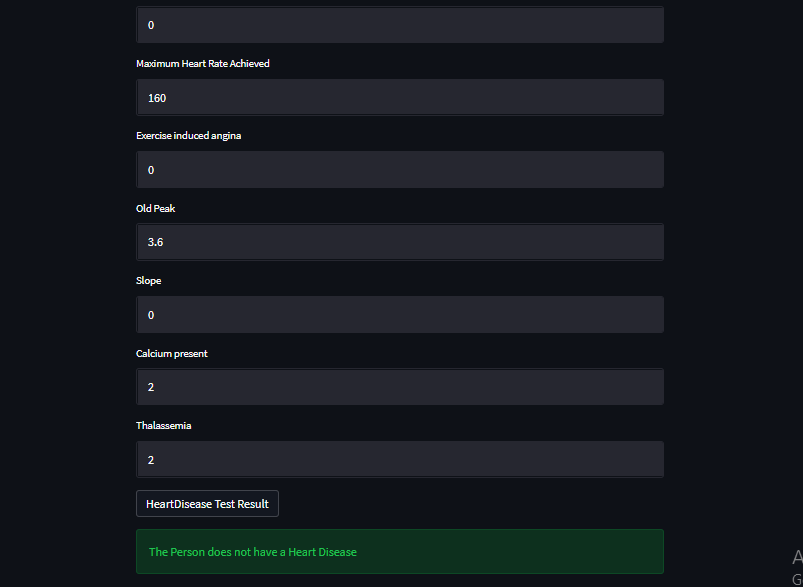 0
Maximum Heart Rate Achieved
160
Exercise induced angina
0
Old Peak
3.6
Slope
0
Calcium present
2
Thalassemia
2
HeartDisease Test Result
The Person does not have a Heart Disease